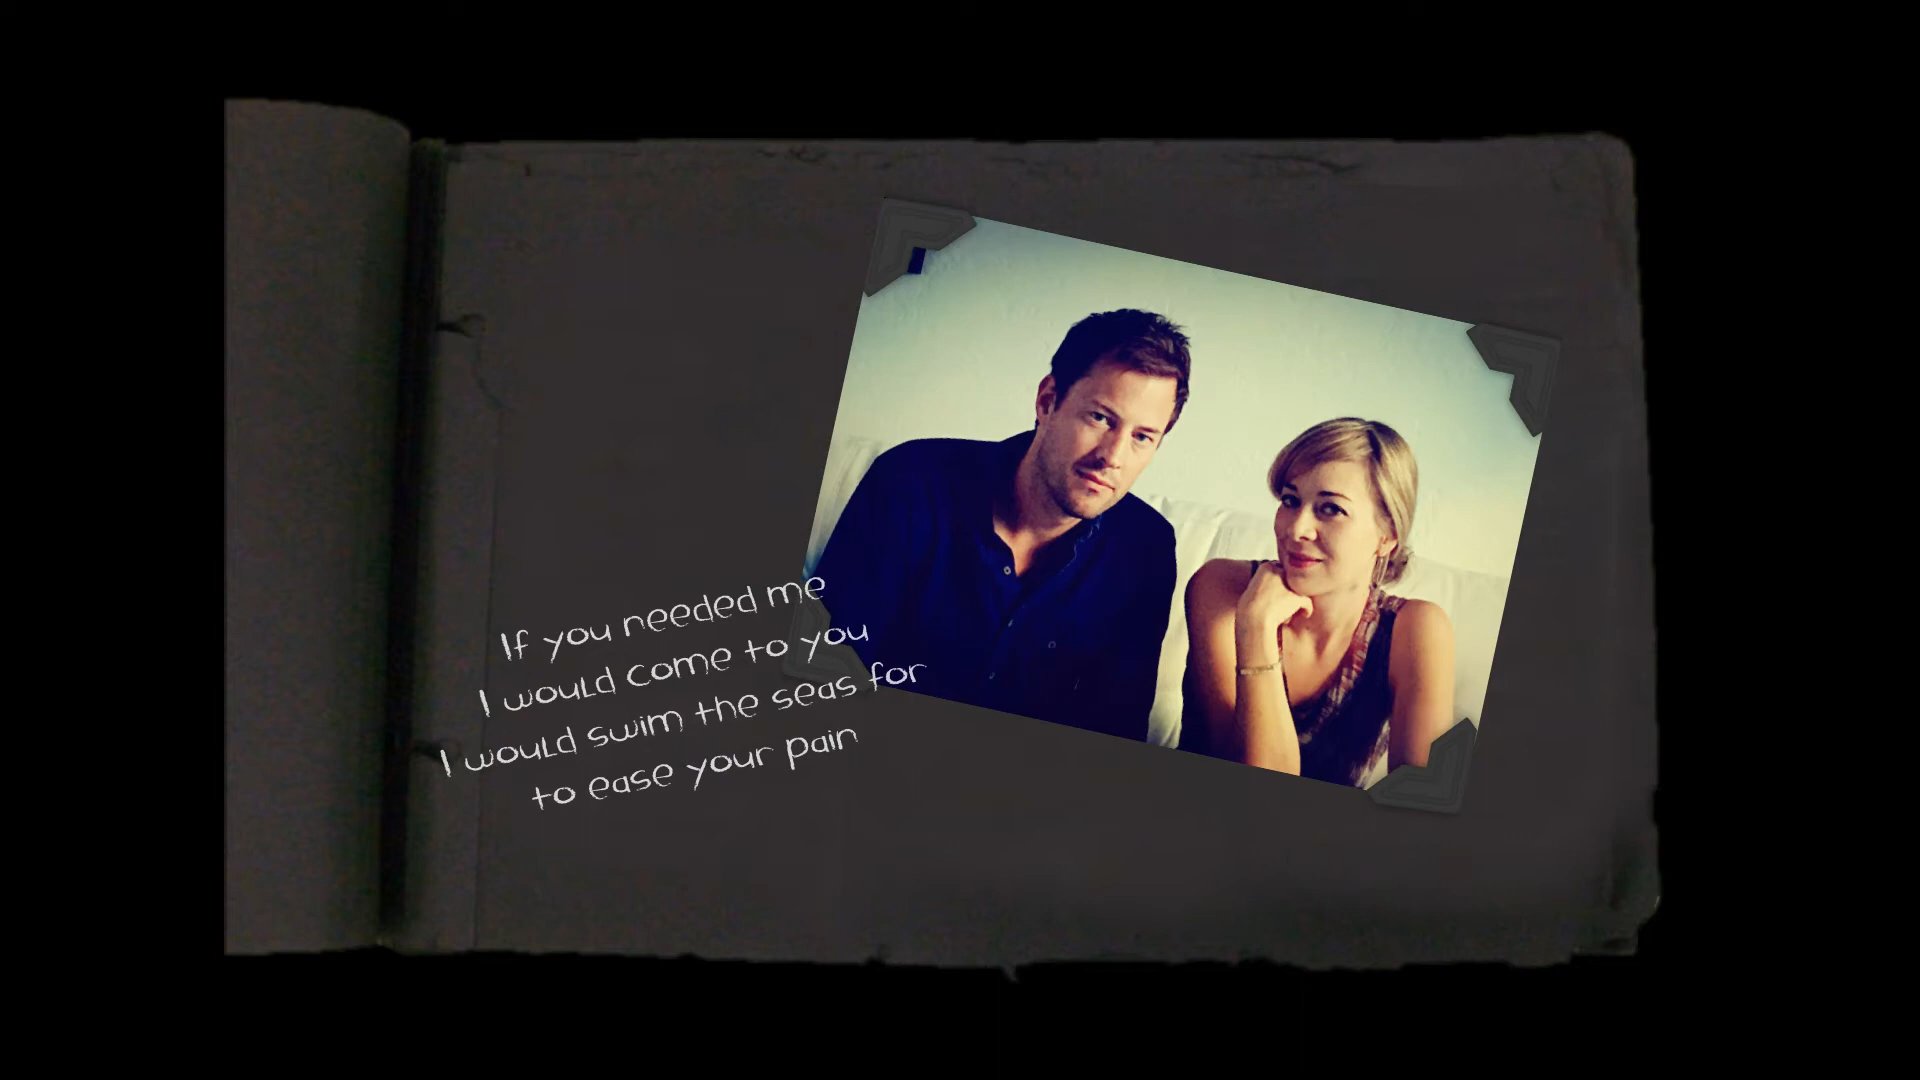 If you needed me
I would come to you
I would swim the seas for
to ease your pain